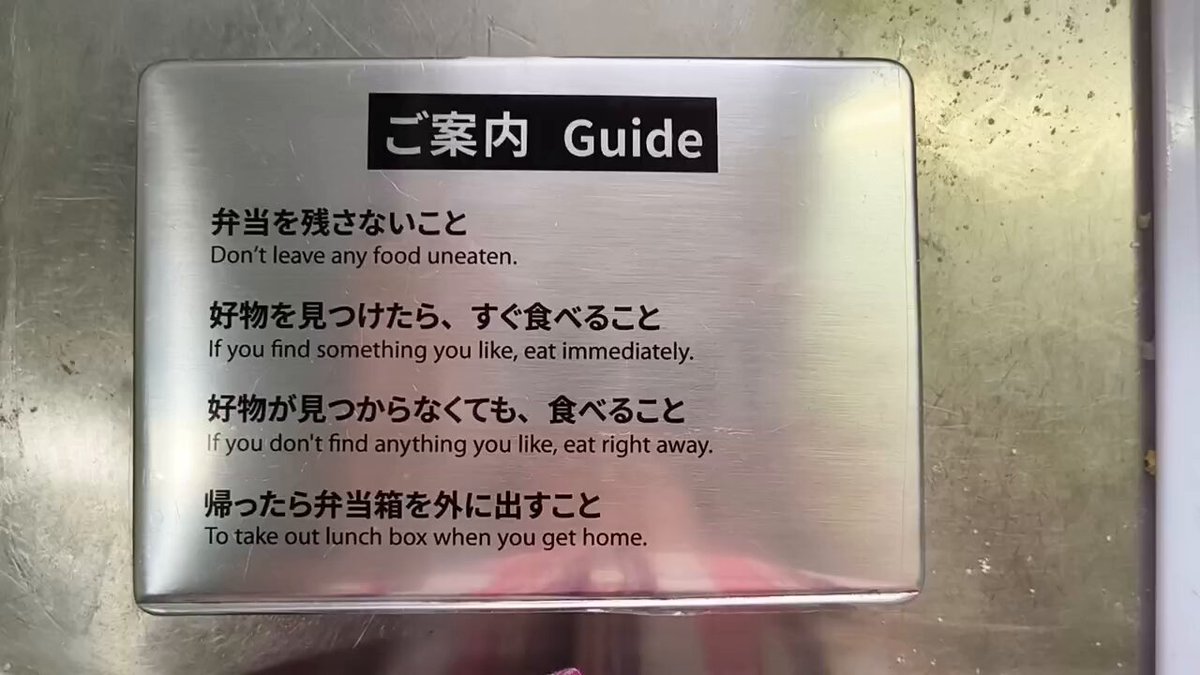 ご案内 Guide
弁当を残さないこと
Don’t leave any food uneaten.
好物を見つけたら、すぐ食べること
If you find something you like, eat immediately.
好物が見つからなくても、食べること
If you don't find anything you like, eat right away.
帰ったら弁当箱を外に出すこと
To take out lunch box when you get home.